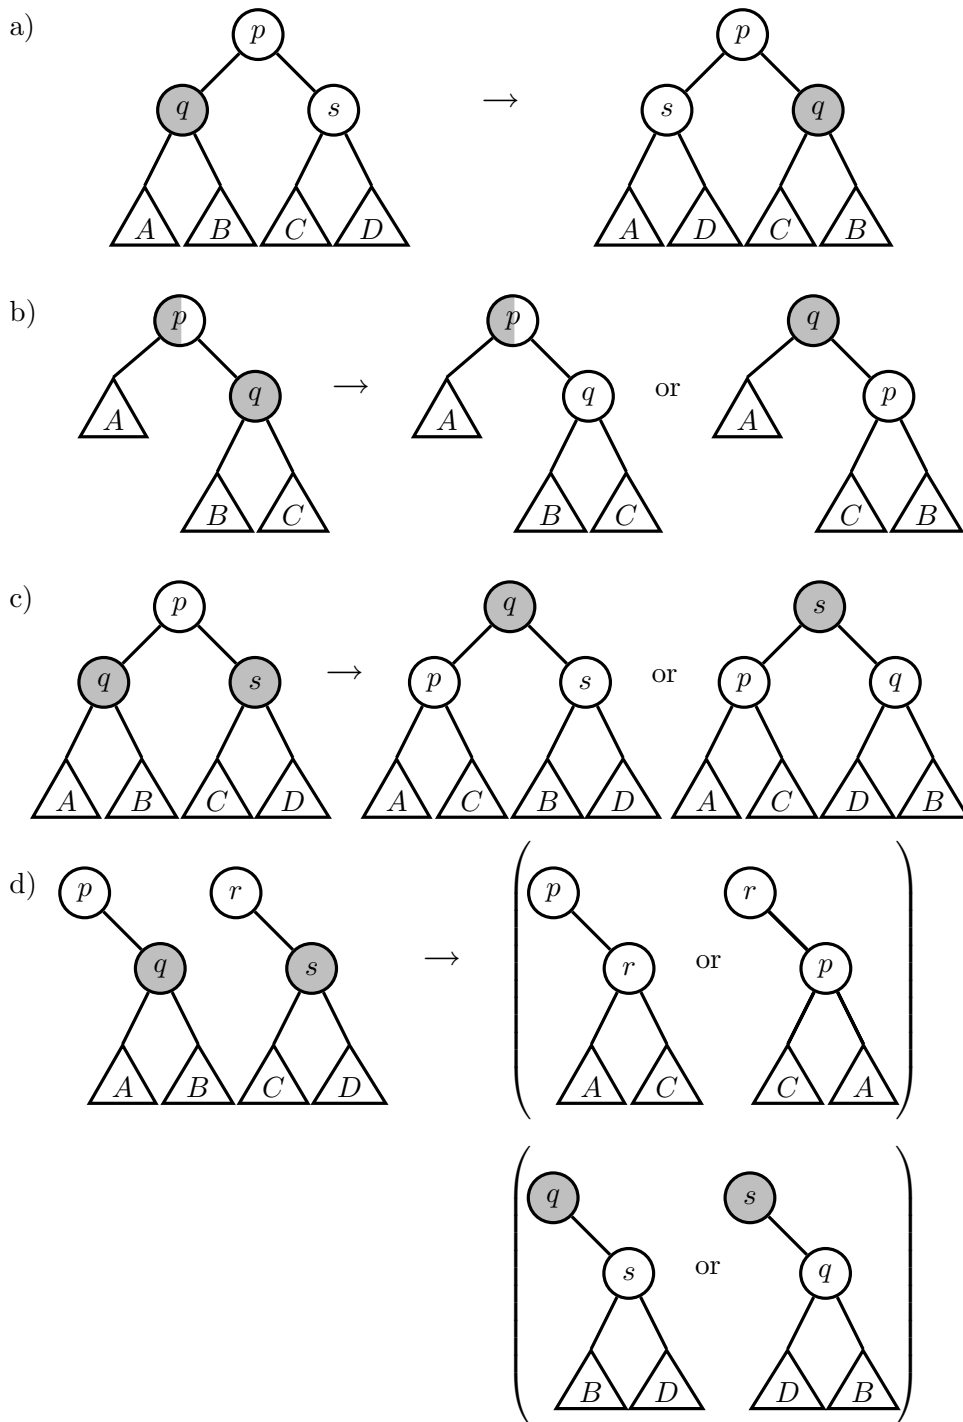 a) p p
q s → s q
A B C D A D C B
b) p p q
A q → A q or A p
B C B C C B
c) p q s
q s → p s or p q
A B C D A C B D A C D B
d) p r p r
q s → r or p
A B C D A C C A
q s
s or q
B D D B